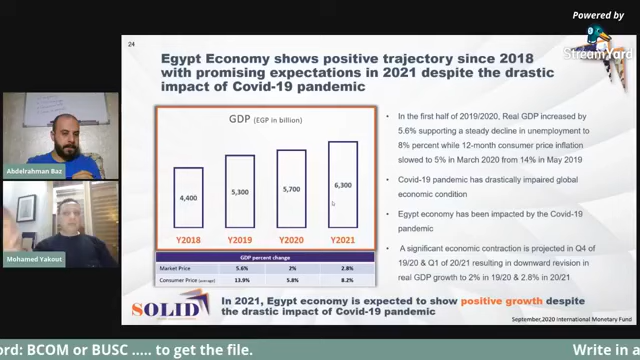 Powered by
StreamYard
24
Egypt Economy shows positive trajectory since 2018
with promising expectations in 2021 despite the drastic
impact of Covid-19 pandemic
GDP (EGP in billion)
4,400
5,300
5,700
6,300
Y2018 Y2019 Y2020 Y2021
GDP percent change
Market Price 5.6% 2% 2.8%
Consumer Price (average) 13.9% 5.8% 8.2%
• In the first half of 2019/2020, Real GDP increased by
5.6% supporting a steady decline in unemployment to
8% percent while 12-month consumer price inflation
slowed to 5% in March 2020 from 14% in May 2019
• Covid-19 pandemic has drastically impaired global
economic condition
• Egypt economy has been impacted by the Covid-19
pandemic
• A significant economic contraction is projected in Q4 of
19/20 & Q1 of 20/21 resulting in downward revision in
real GDP growth to 2% in 19/20 & 2.8% in 20/21
Abdelrahman Baz
Mohamed Yakout
SOLID
In 2021, Egypt economy is expected to show positive growth despite
the drastic impact of Covid-19 pandemic
September,2020 International Monetary Fund
ord: BCOM or BUSC ..... to get the file.
Write in a